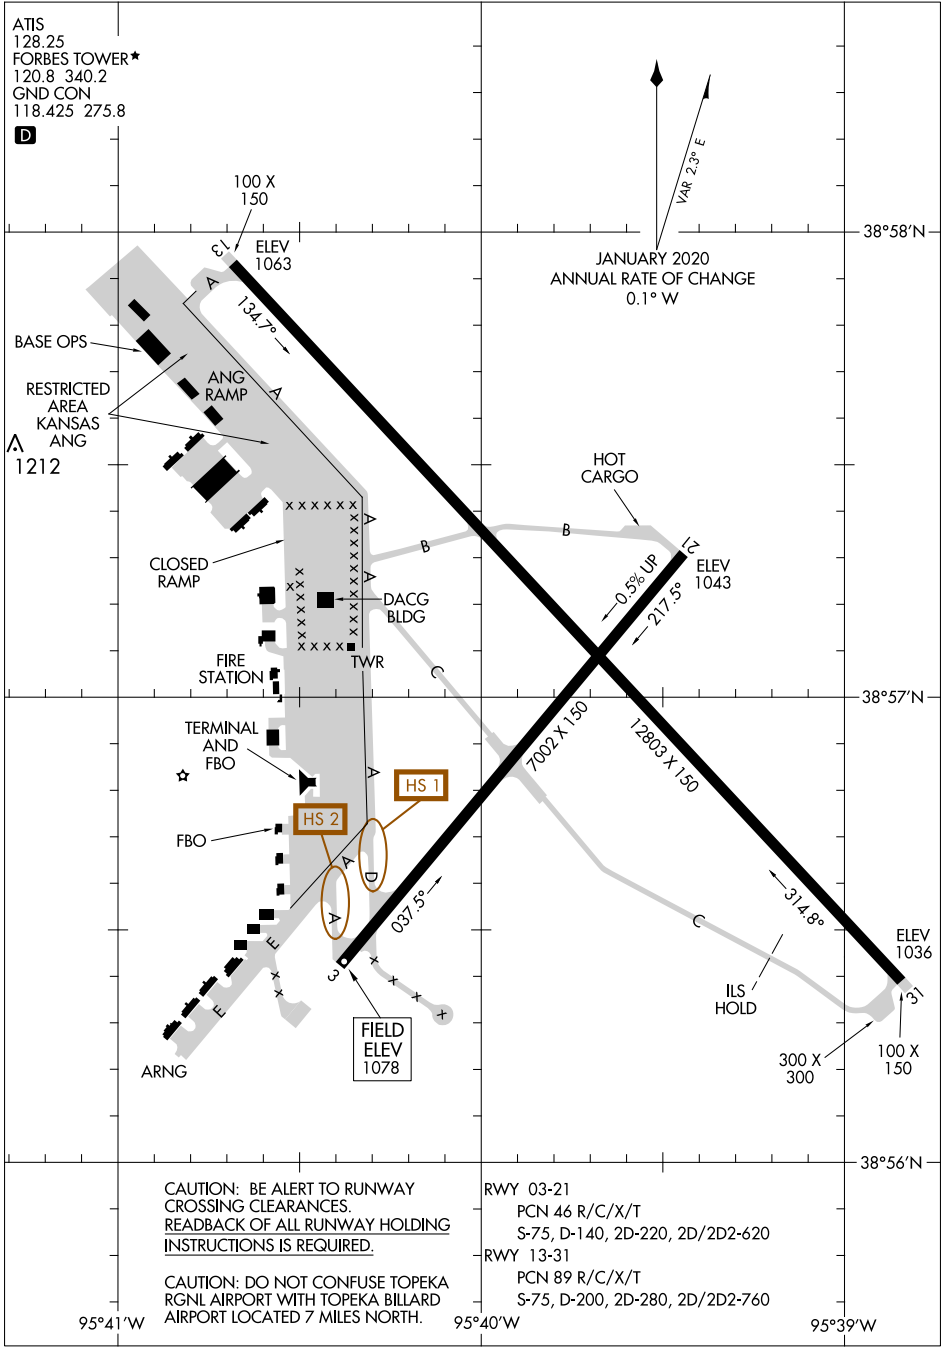 ATIS
128.25
FORBES TOWER★
120.8 340.2
GND CON
118.425 275.8
D
VAR 2.3° E
JANUARY 2020
ANNUAL RATE OF CHANGE
0.1° W
38°58'N
100 X
150
13
ELEV
1063
A
134.7°
BASE OPS
ANG
RAMP
A
RESTRICTED
AREA
KANSAS
ANG
1212
HOT
CARGO
X X X X X X
A
B
B
21
ELEV
1043
CLOSED
RAMP
X X
A
0.5% UP
217.5°
DACG
BLDG
X X X X
TWR
FIRE
STATION
C
38°57'N
TERMINAL
AND
FBO
7002 X 150
12803 X 150
A
HS 1
HS 2
FBO
A
D
037.5°
314.8°
A
C
E
ELEV
1036
3
X X
X X X X
31
ILS
HOLD
E
FIELD
ELEV
1078
300 X
300
100 X
150
ARNG
38°56'N
CAUTION: BE ALERT TO RUNWAY
CROSSING CLEARANCES.
READBACK OF ALL RUNWAY HOLDING
INSTRUCTIONS IS REQUIRED.
CAUTION: DO NOT CONFUSE TOPEKA
RGNL AIRPORT WITH TOPEKA BILLARD
AIRPORT LOCATED 7 MILES NORTH.
RWY 03-21
PCN 46 R/C/X/T
S-75, D-140, 2D-220, 2D/2D2-620
RWY 13-31
PCN 89 R/C/X/T
S-75, D-200, 2D-280, 2D/2D2-760
95°41'W
95°40'W
95°39'W